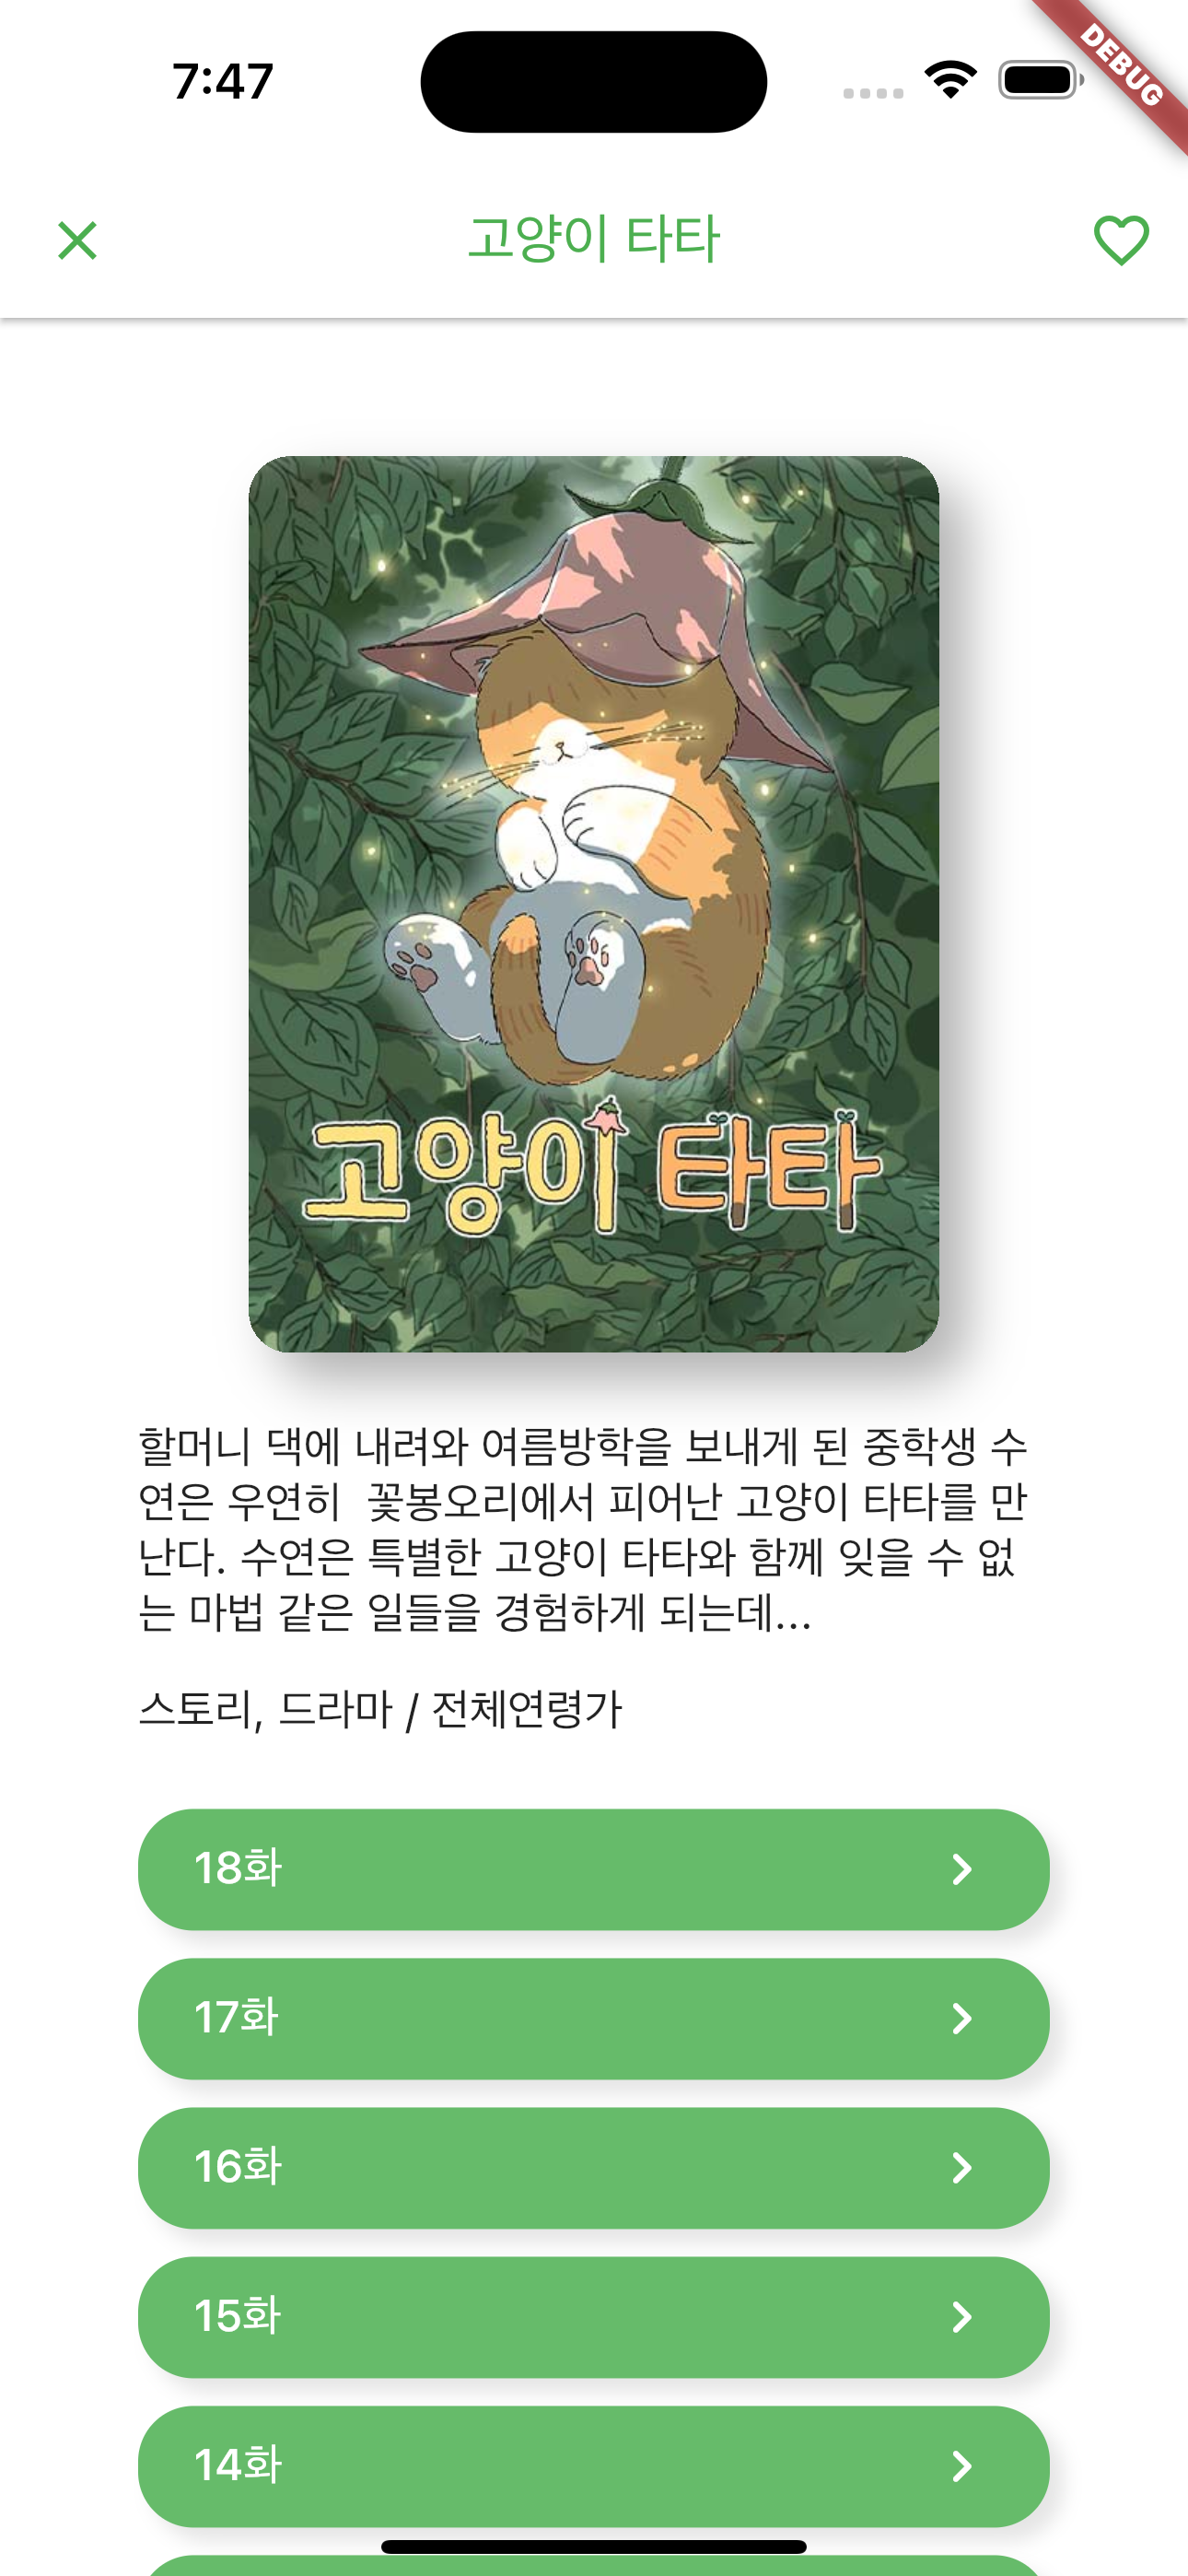 7:47
DEBUG
고양이 타타
고양이 타타
할머니 댁에 내려와 여름방학을 보내게 된 중학생 수
연은 우연히  꽃봉오리에서 피어난 고양이 타타를 만
난다. 수연은 특별한 고양이 타타와 함께 잊을 수 없
는 마법 같은 일들을 경험하게 되는데...
스토리, 드라마 / 전체연령가
18화
17화
16화
15화
14화